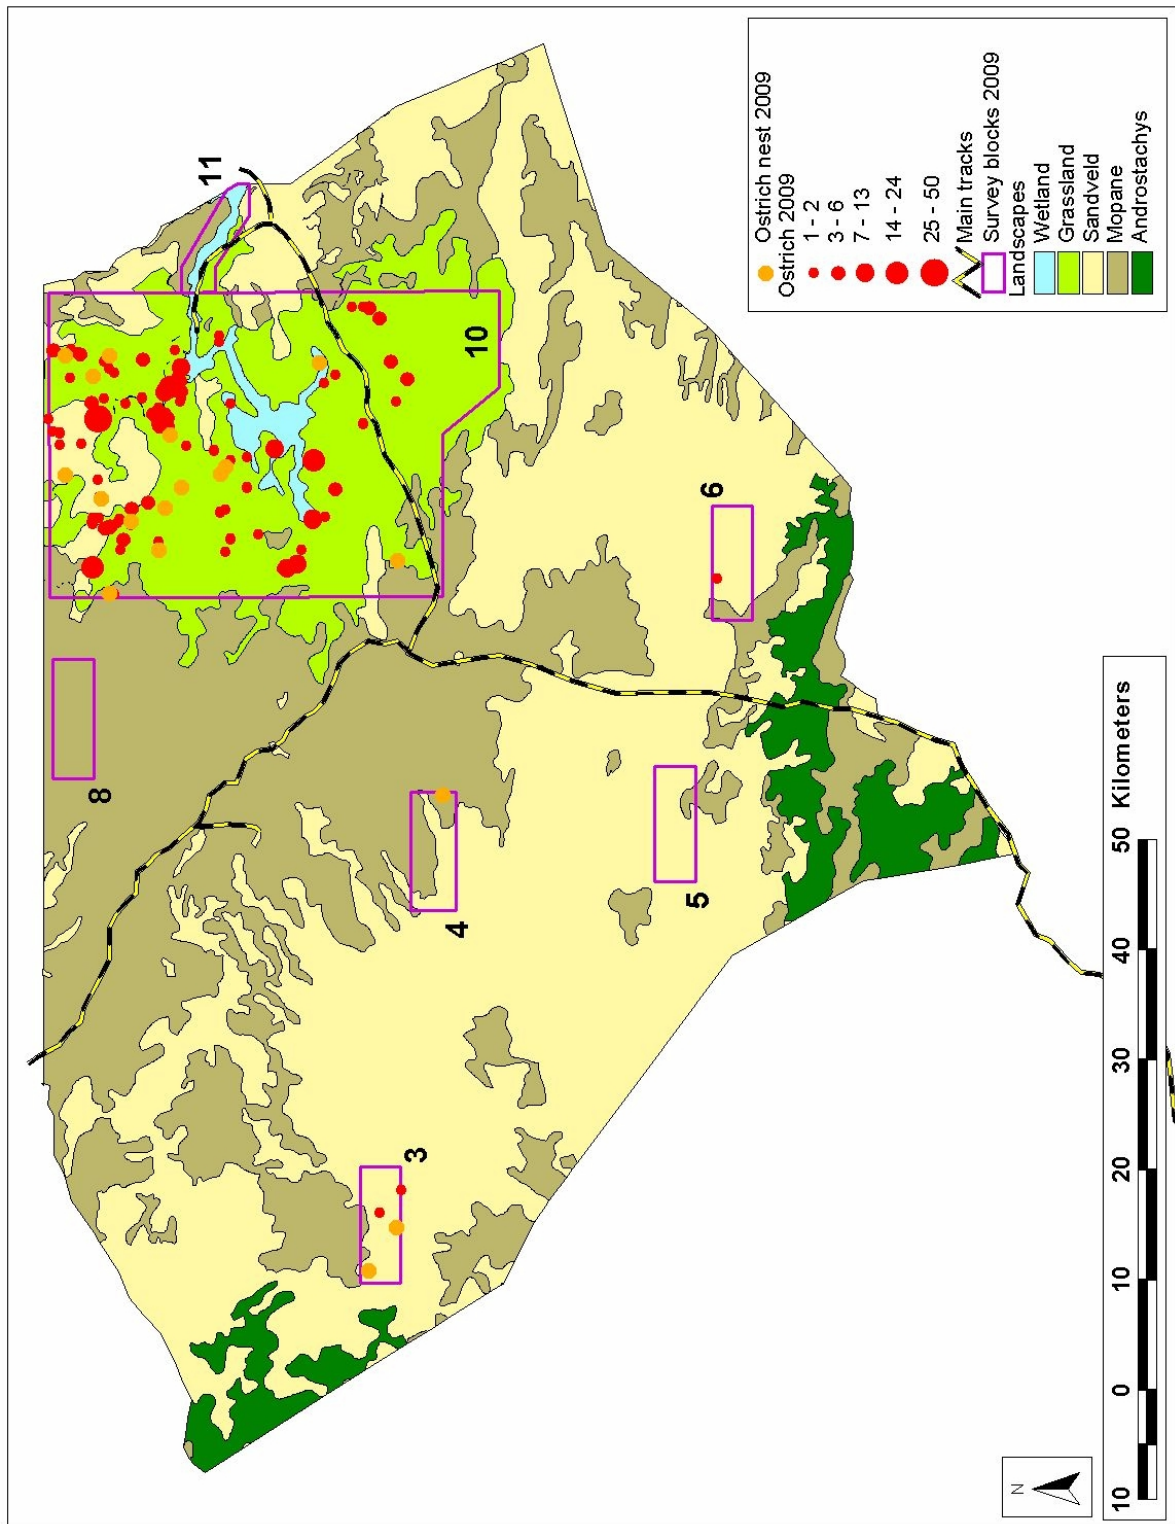 11
10
8
6
4
5
3
Ostrich nest 2009
Ostrich 2009
1 - 2
3 - 6
7 - 13
14 - 24
25 - 50
Main tracks
Survey blocks 2009
Landscapes
Wetland
Grassland
Sandveld
Mopane
Androstachys
N
10 0 10 20 30 40 50 Kilometers